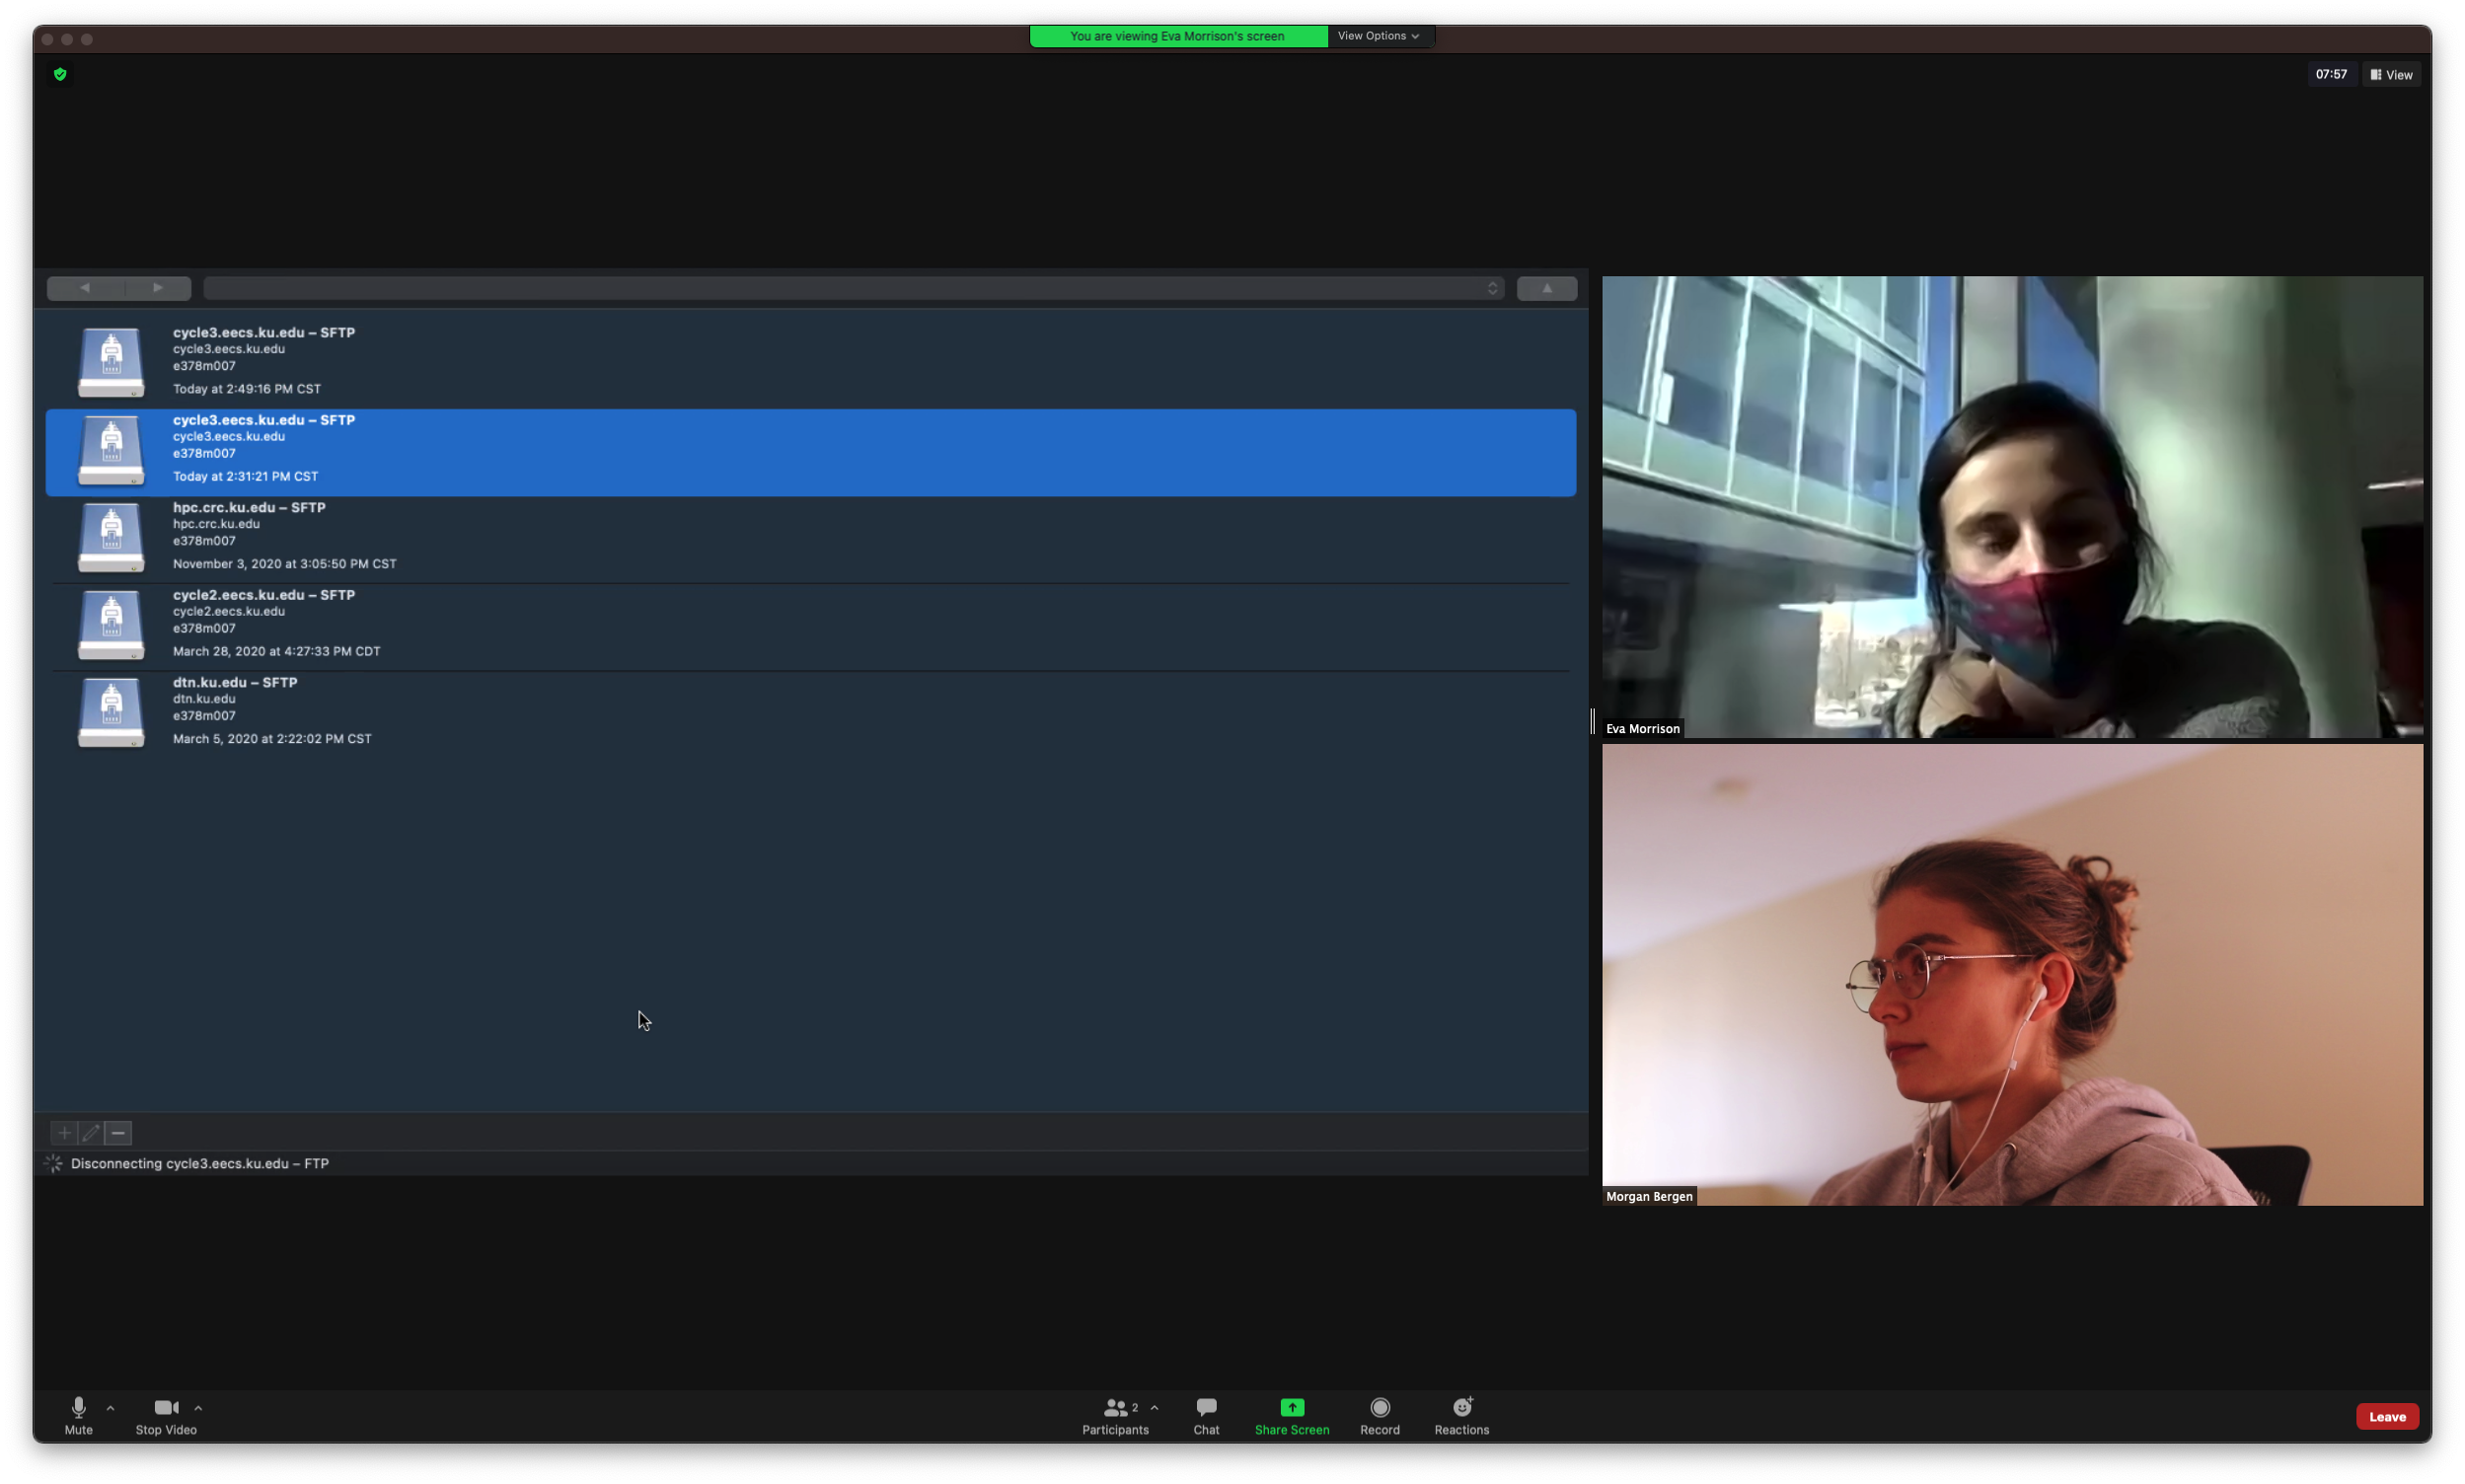 You are viewing Eva Morrison's screen
View Options
07:57
View
cycle3.eecs.ku.edu – SFTP
cycle3.eecs.ku.edu
e378m007
Today at 2:49:16 PM CST
cycle3.eecs.ku.edu – SFTP
cycle3.eecs.ku.edu
e378m007
Today at 2:31:21 PM CST
hpc.crc.ku.edu – SFTP
hpc.crc.ku.edu
e378m007
November 3, 2020 at 3:05:50 PM CST
cycle2.eecs.ku.edu – SFTP
cycle2.eecs.ku.edu
e378m007
March 28, 2020 at 4:27:33 PM CDT
dtn.ku.edu – SFTP
dtn.ku.edu
e378m007
March 5, 2020 at 2:22:02 PM CST
Eva Morrison
Disconnecting cycle3.eecs.ku.edu – FTP
Morgan Bergen
2
Mute
Stop Video
Participants
Chat
Share Screen
Record
Reactions
Leave